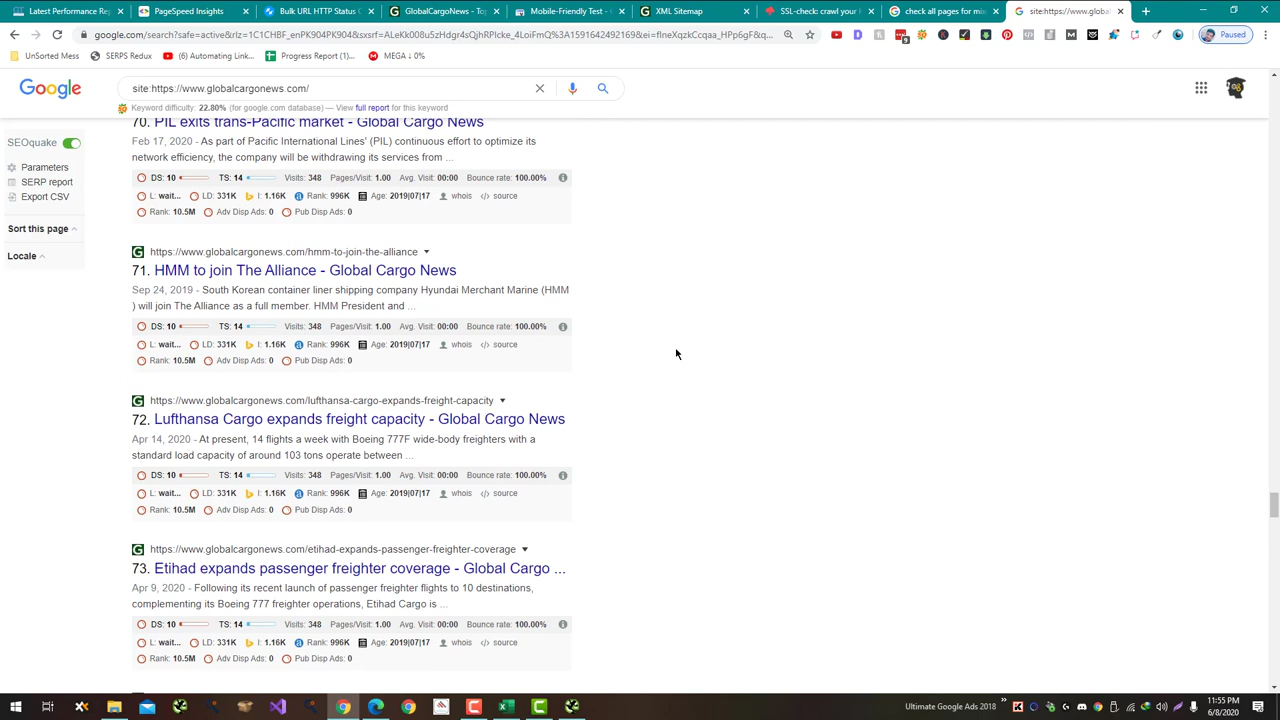 Latest Performance Re
PageSpeed Insights
Bulk URL HTTP Status C
GlobalCargoNews - To
Mobile-Friendly Test - G
XML Sitemap
SSL-check: crawl your
check all pages for mix
site:https://www.globa
Paused
UnSorted Mess
SERPS Redux
(6) Automating Link...
Progress Report (1)...
MEGA ↓ 0%
Google
site:https://www.globalcargonews.com/
Keyword difficulty: 22.80% (for google.com database) — View full report for this keyword
SEOquake
Parameters
SERP report
Export CSV
Sort this page
Locale
70. PIL exits trans-Pacific market - Global Cargo News
Feb 17, 2020 - As part of Pacific International Lines' (PIL) continuous effort to optimize its
network efficiency, the company will be withdrawing its services from ...
DS: 10 TS: 14 Visits: 348 Pages/Visit: 1.00 Avg. Visit: 00:00 Bounce rate: 100.00%
L: wait... LD: 331K I: 1.16K Rank: 996K Age: 2019|07|17 whois source
Rank: 10.5M Adv Disp Ads: 0 Pub Disp Ads: 0
https://www.globalcargonews.com/hmm-to-join-the-alliance
71. HMM to join The Alliance - Global Cargo News
Sep 24, 2019 - South Korean container liner shipping company Hyundai Merchant Marine (HMM
) will join The Alliance as a full member. HMM President and ...
DS: 10 TS: 14 Visits: 348 Pages/Visit: 1.00 Avg. Visit: 00:00 Bounce rate: 100.00%
L: wait... LD: 331K I: 1.16K Rank: 996K Age: 2019|07|17 whois source
Rank: 10.5M Adv Disp Ads: 0 Pub Disp Ads: 0
https://www.globalcargonews.com/lufthansa-cargo-expands-freight-capacity
72. Lufthansa Cargo expands freight capacity - Global Cargo News
Apr 14, 2020 - At present, 14 flights a week with Boeing 777F wide-body freighters with a
standard load capacity of around 103 tons operate between ...
DS: 10 TS: 14 Visits: 348 Pages/Visit: 1.00 Avg. Visit: 00:00 Bounce rate: 100.00%
L: wait... LD: 331K I: 1.16K Rank: 996K Age: 2019|07|17 whois source
Rank: 10.5M Adv Disp Ads: 0 Pub Disp Ads: 0
https://www.globalcargonews.com/etihad-expands-passenger-freighter-coverage
73. Etihad expands passenger freighter coverage - Global Cargo ...
Apr 9, 2020 - Following its recent launch of passenger freighter flights to 10 destinations,
complementing its Boeing 777 freighter operations, Etihad Cargo is ...
DS: 10 TS: 14 Visits: 348 Pages/Visit: 1.00 Avg. Visit: 00:00 Bounce rate: 100.00%
L: wait... LD: 331K I: 1.16K Rank: 996K Age: 2019|07|17 whois source
Rank: 10.5M Adv Disp Ads: 0 Pub Disp Ads: 0
Ultimate Google Ads 2018
11:55 PM
6/8/2020